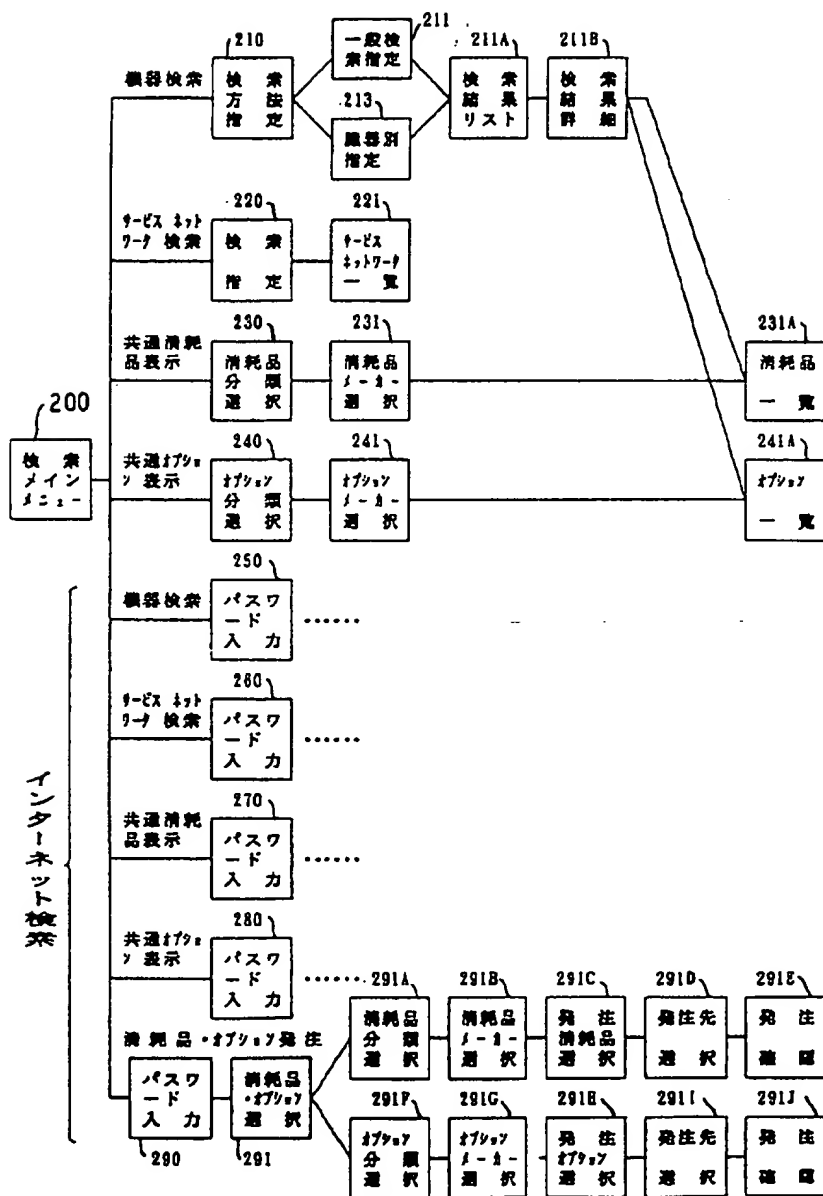 210
211
211A
211B
機器検索
検索
方法
指定
一般検
索指定
213
臓器別
指定
検索
結果
リスト
検索
結果
詳細
サービス ネット
ワーク 検索
220
検索
指定
221
サービス
ネットワーク
一覧
共通消耗
品表示
230
消耗品
分類
選択
231
消耗品
メーカー
選択
231A
消耗品
一覧
200
検索
メイン
メニュー
共通オプショ
ン 表示
240
オプション
分類
選択
241
オプション
メーカー
選択
241A
オプション
一覧
インターネット検索
機器検索
250
パスワ
ード
入力
‥‥‥
サービス ネット
ワーク 検索
260
パスワ
ード
入力
‥‥‥
共通消耗
品表示
270
パスワ
ード
入力
‥‥‥
共通オプショ
ン 表示
280
パスワ
ード
入力
‥‥‥
消耗品・オプション発注
パスワ
ード
入力
290
消耗品
・オプション
選択
291
291A
消耗品
分類
選択
291B
消耗品
メーカー
選択
291C
発注
消耗品
選択
291D
発注先
選択
291E
発注
確認
291F
オプション
分類
選択
291G
オプション
メーカー
選択
291H
発注
オプション
選択
291I
発注先
選択
291J
発注
確認